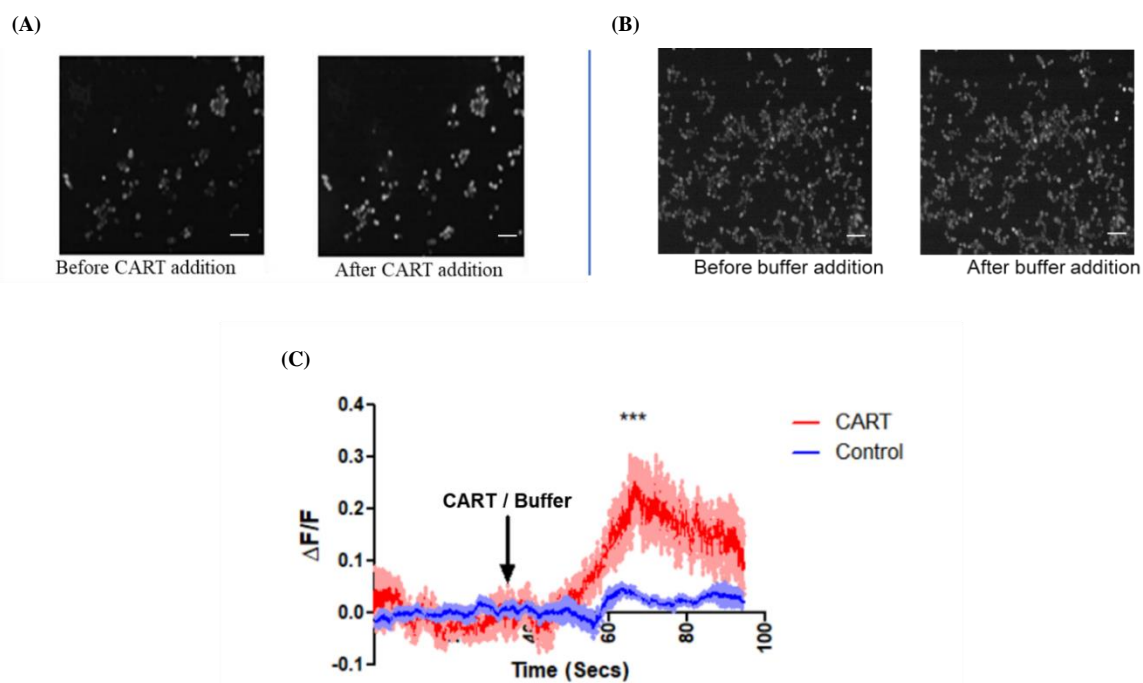 (A)
(B)
Before CART addition
After CART addition
Before buffer addition
After buffer addition
(C)
0.4
0.3
0.2
0.1
0.0
-0.1
ΔF/F
CART / Buffer
***
CART
Control
40
60
80
100
Time (Secs)